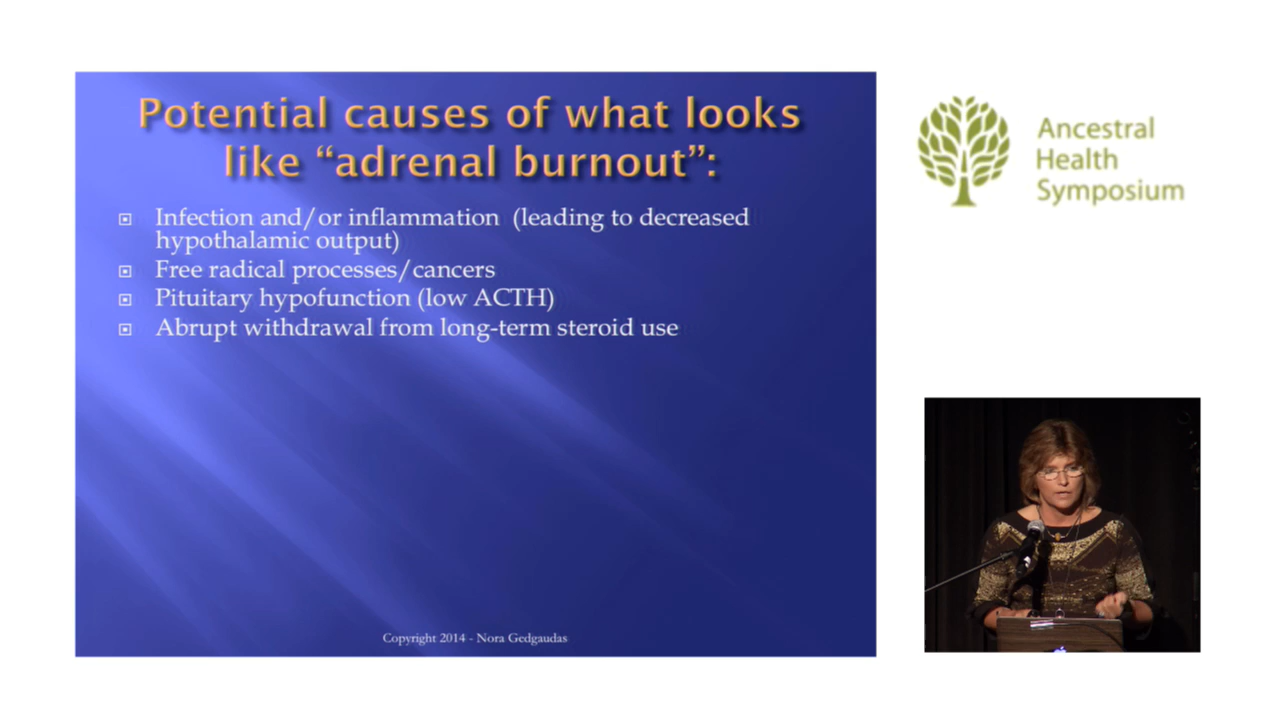 Potential causes of what looks
like “adrenal burnout”:
Infection and/or inflammation (leading to decreased
hypothalamic output)
Free radical processes/cancers
Pituitary hypofunction (low ACTH)
Abrupt withdrawal from long-term steroid use
Copyright 2014 - Nora Gedgaudas
Ancestral
Health
Symposium